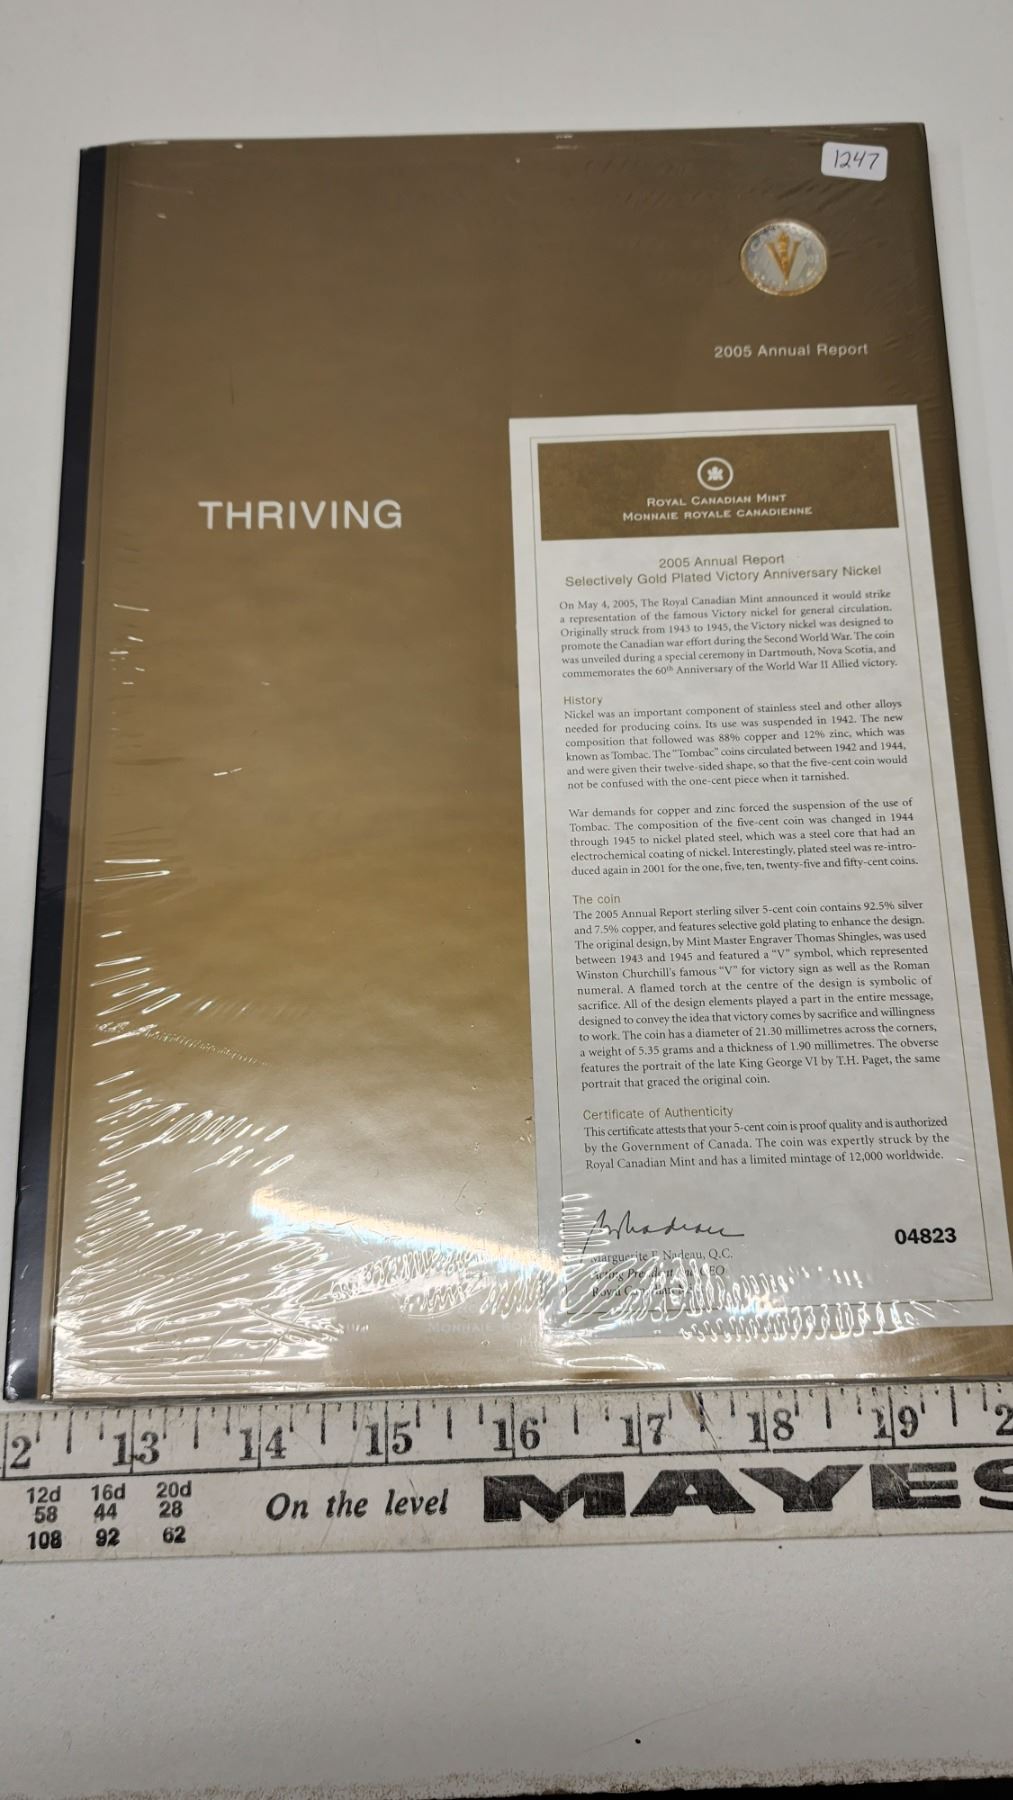 1247
2005 Annual Report
THRIVING
ROYAL CANADIAN MINT
MONNAIE ROYALE CANADIENNE
2005 Annual Report
Selectively Gold Plated Victory Anniversary Nickel
On May 4, 2005, The Royal Canadian Mint announced it would strike
a representation of the famous Victory nickel for general circulation.
Originally struck from 1943 to 1945, the Victory nickel was designed to
promote the Canadian war effort during the Second World War. The coin
was unveiled during a special ceremony in Dartmouth, Nova Scotia, and
commemorates the 60th Anniversary of the World War II Allied victory.
History
Nickel was an important component of stainless steel and other alloys
needed for producing coins. Its use was suspended in 1942. The new
composition that followed was 88% copper and 12% zinc, which was
known as Tombac. The "Tombac" coins circulated between 1942 and 1944,
and were given their twelve-sided shape, so that the five-cent coin would
not be confused with the one-cent piece when it tarnished.
War demands for copper and zinc forced the suspension of the use of
Tombac. The composition of the five-cent coin was changed in 1944
through 1945 to nickel plated steel, which was a steel core that had an
electrochemical coating of nickel. Interestingly, plated steel was re-intro-
duced again in 2001 for the one, five, ten, twenty-five and fifty-cent coins.
The coin
The 2005 Annual Report sterling silver 5-cent coin contains 92.5% silver
and 7.5% copper, and features selective gold plating to enhance the design.
The original design, by Mint Master Engraver Thomas Shingles, was used
between 1943 and 1945 and featured a "V" symbol, which represented
Winston Churchill's famous "V" for victory sign as well as the Roman
numeral. A flamed torch at the centre of the design is symbolic of
sacrifice. All of the design elements played a part in the entire message,
designed to convey the idea that victory comes by sacrifice and willingness
to work. The coin has a diameter of 21.30 millimetres across the corners,
a weight of 5.35 grams and a thickness of 1.90 millimetres. The obverse
features the portrait of the late King George VI by T.H. Paget, the same
portrait that graced the original coin.
Certificate of Authenticity
This certificate attests that your 5-cent coin is proof quality and is authorized
by the Government of Canada. The coin was expertly struck by the
Royal Canadian Mint and has a limited mintage of 12,000 worldwide.
04823
Marguerite F. Nadeau, Q.C.
MONNAIE
13 14 15 16 17 18 19
12d 16d 20d
58 44 28
108 92 62
On the level
MAYES